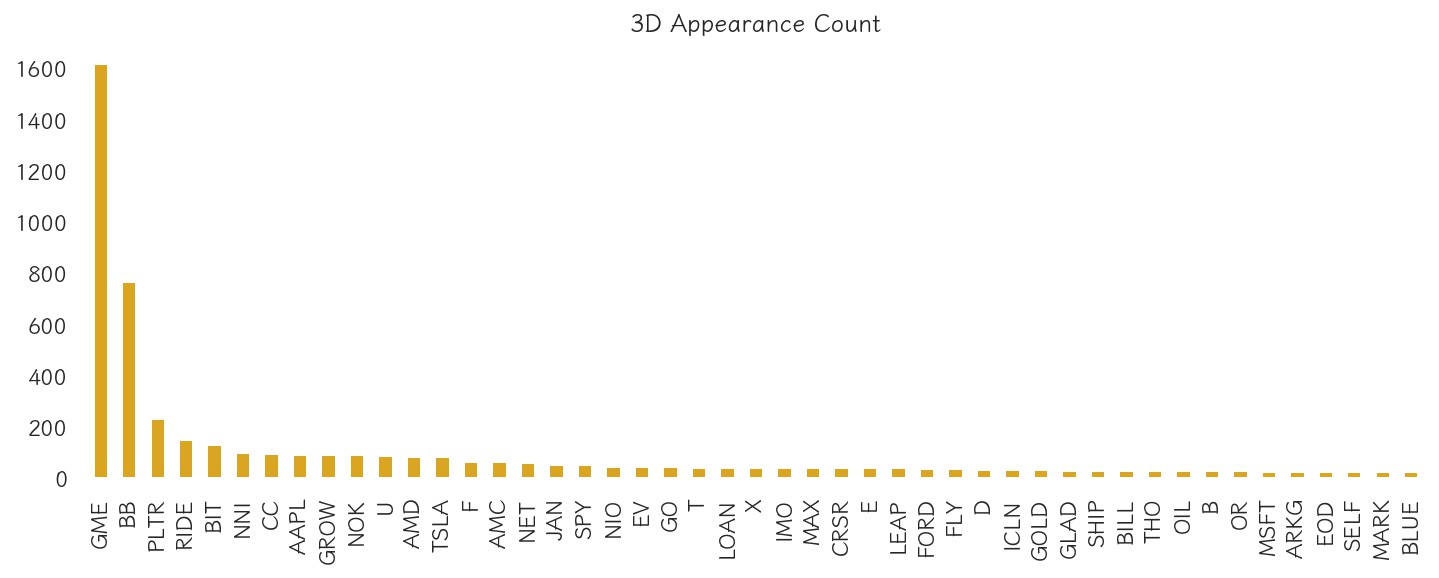 3D Appearance Count
1600
1400
1200
1000
800
600
400
200
0
GME
BB
PLTR
RIDE
BIT
NNI
CC
AAPL
GROW
NOK
U
AMD
TSLA
F
AMC
NET
JAN
SPY
NIO
EV
GO
T
LOAN
X
IMO
MAX
CRSR
E
LEAP
FORD
FLY
D
ICLN
GOLD
GLAD
SHIP
BILL
THO
OIL
B
OR
MSFT
ARKG
EOD
SELF
MARK
BLUE